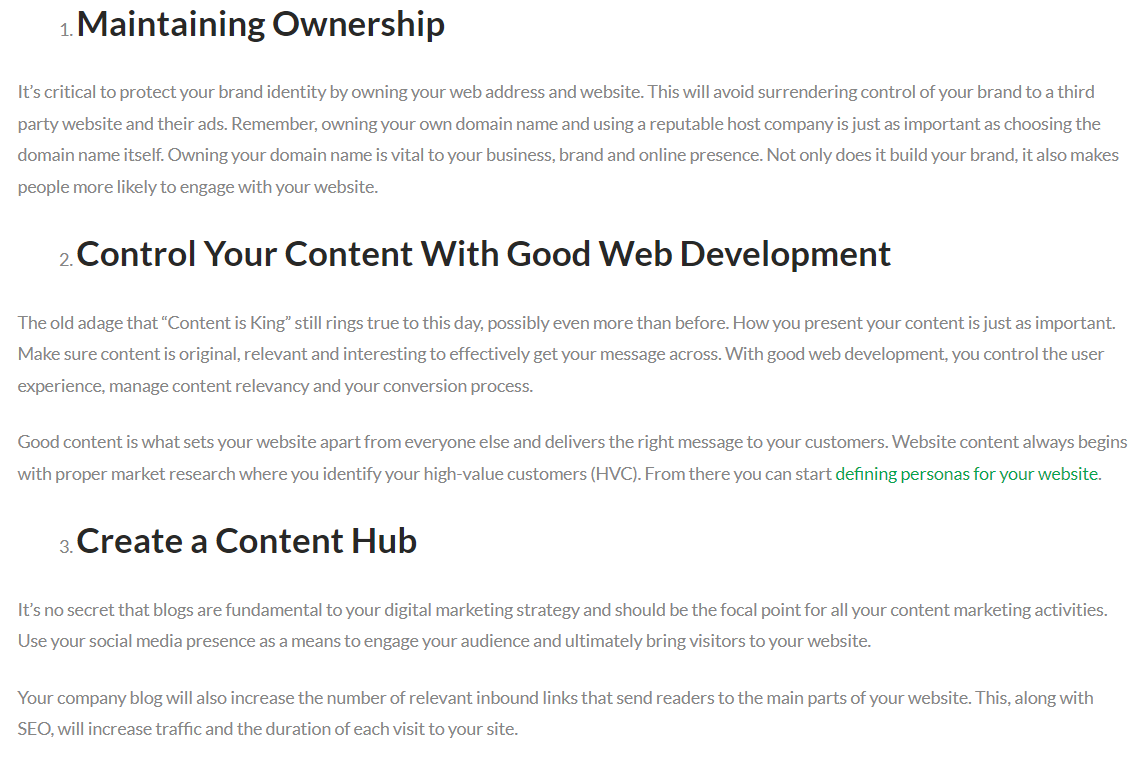 1. Maintaining Ownership
It's critical to protect your brand identity by owning your web address and website. This will avoid surrendering control of your brand to a third
party website and their ads. Remember, owning your own domain name and using a reputable host company is just as important as choosing the
domain name itself. Owning your domain name is vital to your business, brand and online presence. Not only does it build your brand, it also makes
people more likely to engage with your website.
2. Control Your Content With Good Web Development
The old adage that “Content is King” still rings true to this day, possibly even more than before. How you present your content is just as important.
Make sure content is original, relevant and interesting to effectively get your message across. With good web development, you control the user
experience, manage content relevancy and your conversion process.
Good content is what sets your website apart from everyone else and delivers the right message to your customers. Website content always begins
with proper market research where you identify your high-value customers (HVC). From there you can start defining personas for your website.
3. Create a Content Hub
It's no secret that blogs are fundamental to your digital marketing strategy and should be the focal point for all your content marketing activities.
Use your social media presence as a means to engage your audience and ultimately bring visitors to your website.
Your company blog will also increase the number of relevant inbound links that send readers to the main parts of your website. This, along with
SEO, will increase traffic and the duration of each visit to your site.